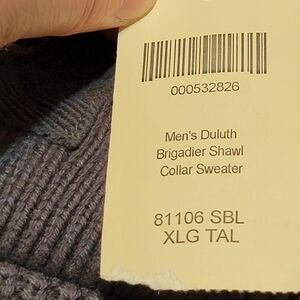 000532826
Men's Duluth
Brigadier Shawl
Collar Sweater
81106 SBL
XLG TAL